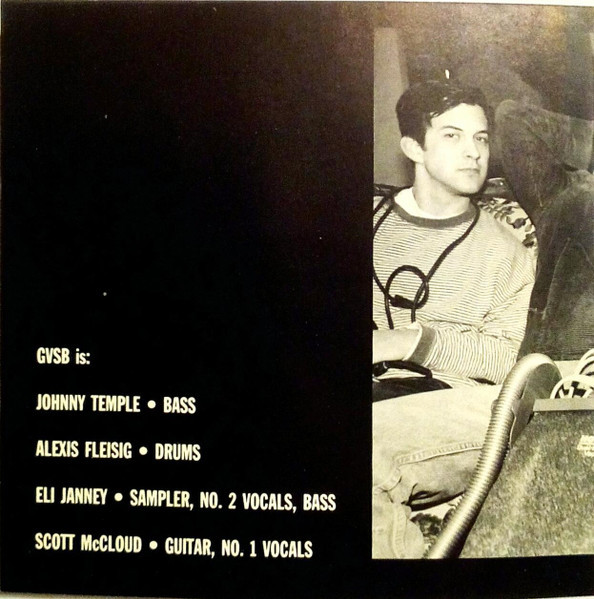 GVSB is:
JOHNNY TEMPLE • BASS
ALEXIS FLEISIG • DRUMS
ELI JANNEY • SAMPLER, NO. 2 VOCALS, BASS
SCOTT McCLOUD • GUITAR, NO. 1 VOCALS